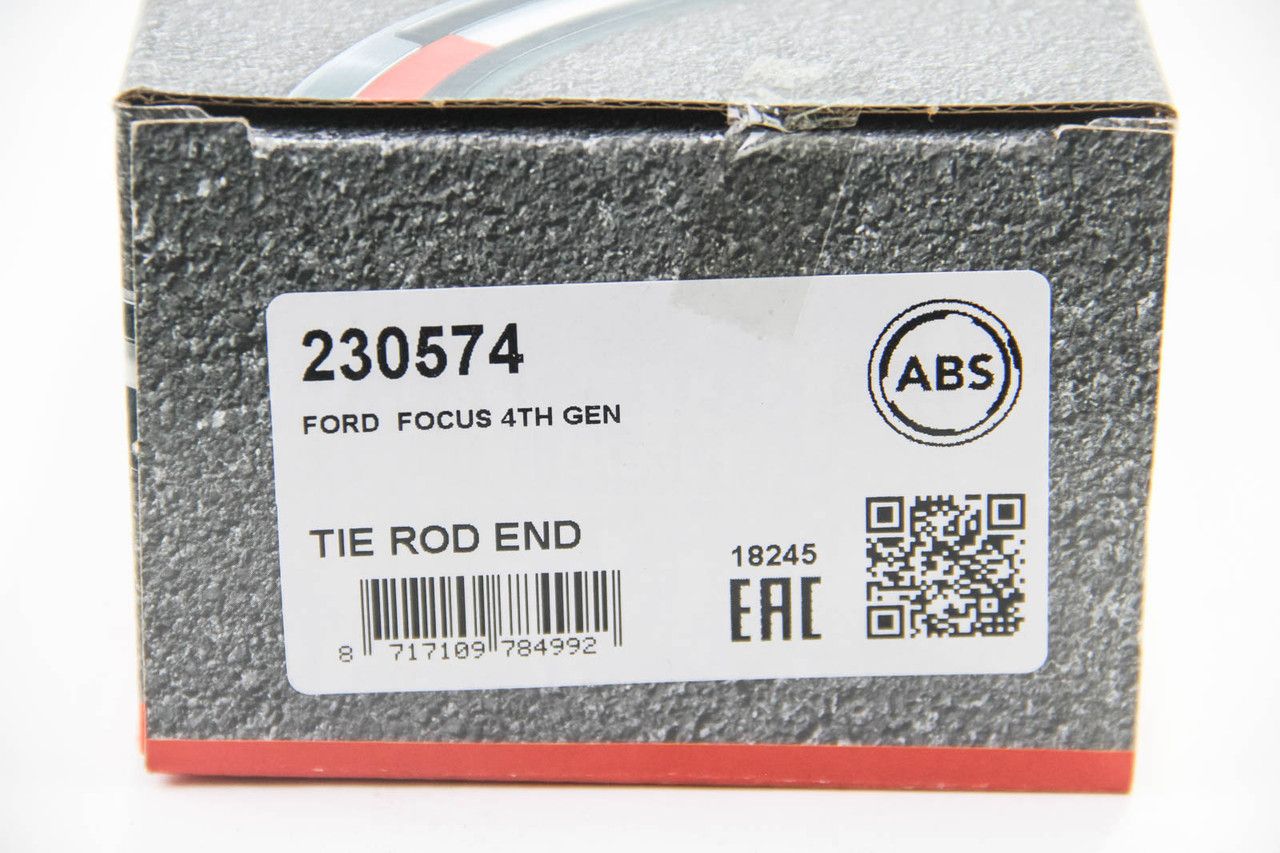 230574
FORD FOCUS 4TH GEN
ABS
TIE ROD END
18245
EAC
8 717109 784992